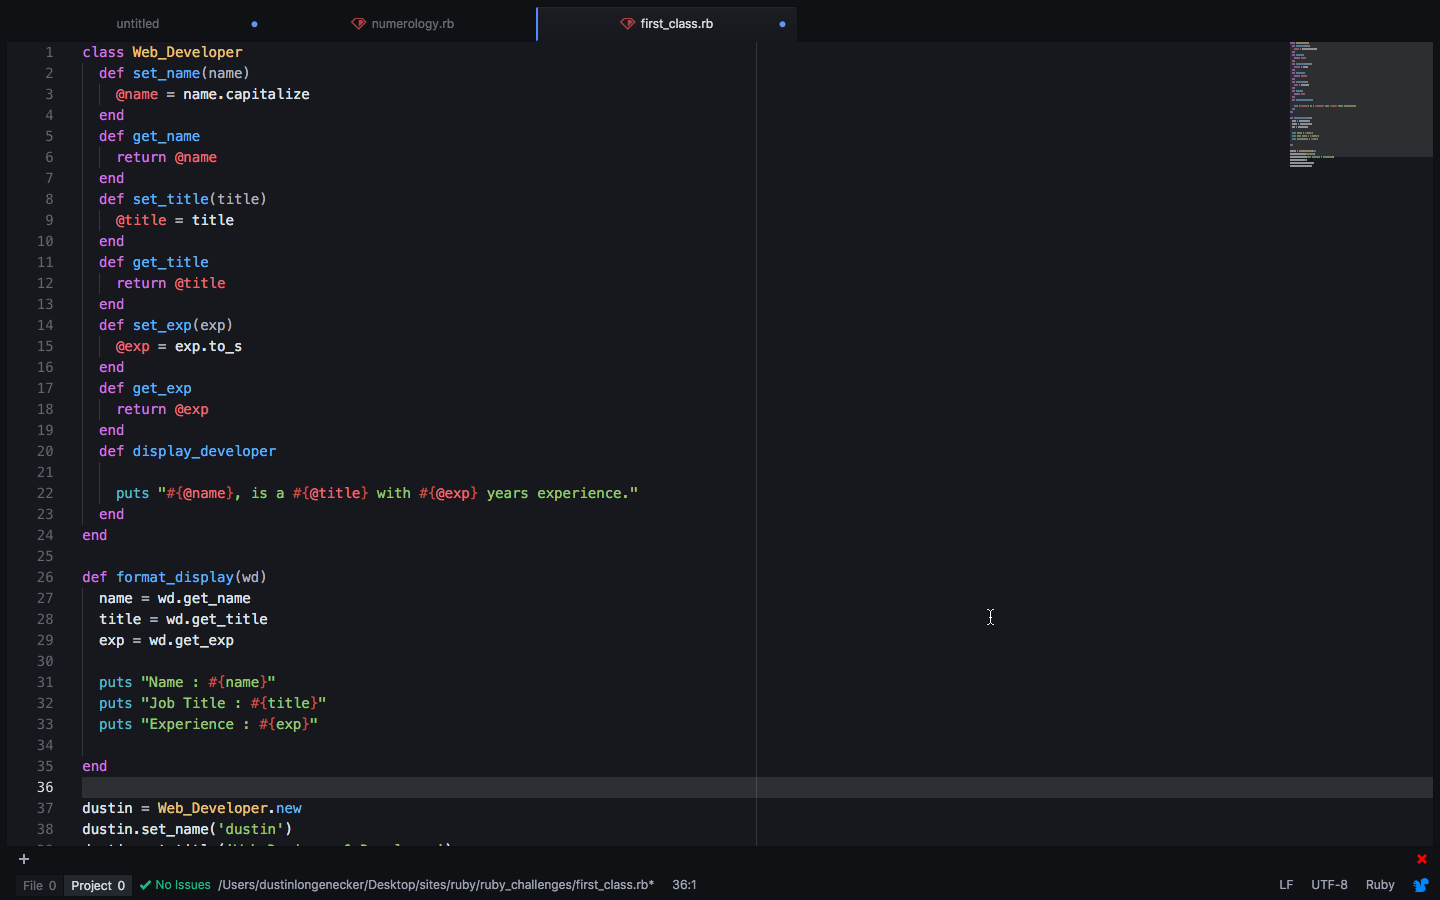 untitled numerology.rb first_class.rb
1 class Web_Developer
2 def set_name(name)
3 @name = name.capitalize
4 end
5 def get_name
6 return @name
7 end
8 def set_title(title)
9 @title = title
10 end
11 def get_title
12 return @title
13 end
14 def set_exp(exp)
15 @exp = exp.to_s
16 end
17 def get_exp
18 return @exp
19 end
20 def display_developer
21
22 puts "#{@name}, is a #{@title} with #{@exp} years experience."
23 end
24 end
25
26 def format_display(wd)
27 name = wd.get_name
28 title = wd.get_title
29 exp = wd.get_exp
30
31 puts "Name : #{name}"
32 puts "Job Title : #{title}"
33 puts "Experience : #{exp}"
34
35 end
36
37 dustin = Web_Developer.new
38 dustin.set_name('dustin')
File 0 Project 0 No Issues /Users/dustinlongenecker/Desktop/sites/ruby/ruby_challenges/first_class.rb* 36:1 LF UTF-8 Ruby